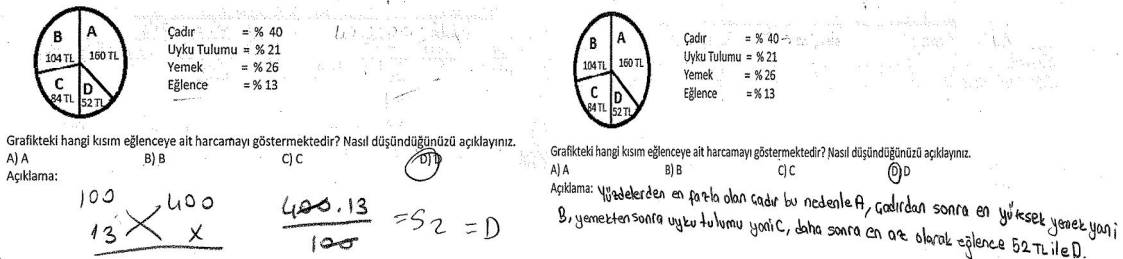 B
A
104 TL
160 TL
C
D
84 TL
52 TL
Çadır = % 40
Uyku Tulumu = % 21
Yemek = % 26
Eğlence = % 13
Grafikteki hangi kısım eğlenceye ait harcamayı göstermektedir? Nasıl düşündüğünüzü açıklayınız.
A) A B) B C) C D) D
Açıklama:
100 400
13 x
400.13
100
= 52 = D
B
A
104 TL
160 TL
C
D
84 TL
52 TL
Çadır = % 40
Uyku Tulumu = % 21
Yemek = % 26
Eğlence = % 13
Grafikteki hangi kısım eğlenceye ait harcamayı göstermektedir? Nasıl düşündüğünüzü açıklayınız.
A) A B) B C) C D) D
Açıklama: Yüzdelerden en fazla olan çadır bu nedenle A, çadırdan sonra en yüksek yemek yani
B, yemekten sonra uyku tulumu yani C, daha sonra en az olarak eğlence 52 TL ile D.